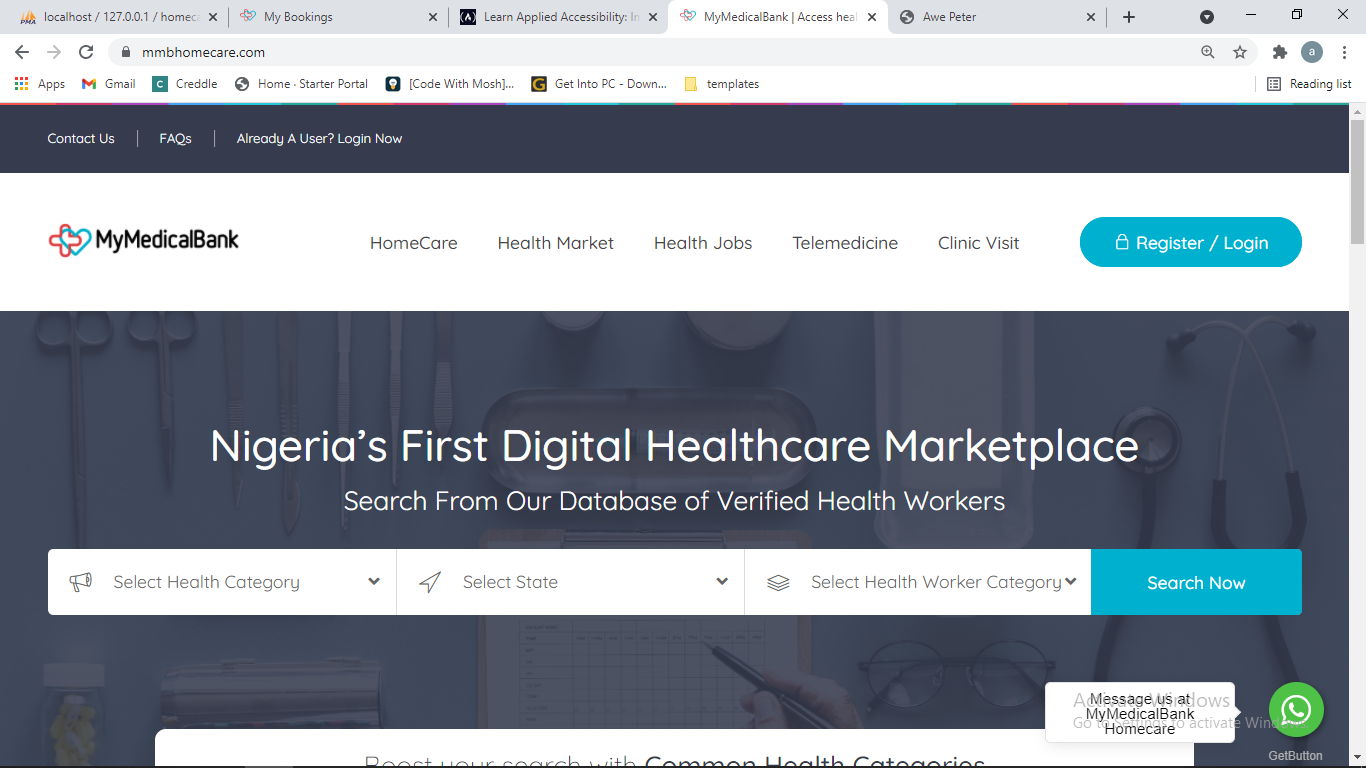 localhost / 127.0.0.1 / homeca
My Bookings
Learn Applied Accessibility: In
MyMedicalBank | Access heal
Awe Peter
mmbhomecare.com
a
Apps
Gmail
Creddle
Home · Starter Portal
[Code With Mosh]...
Get Into PC - Down...
templates
Reading list
Contact Us
FAQs
Already A User? Login Now
MyMedicalBank
HomeCare
Health Market
Health Jobs
Telemedicine
Clinic Visit
Register / Login
Nigeria's First Digital Healthcare Marketplace
Search From Our Database of Verified Health Workers
Select Health Category
Select State
Select Health Worker Category
Search Now
Message us at
MyMedicalBank
Homecare
Activate Windows
Go to Settings to activate Windows.
GetButton
Boost your search with Common Health Categories